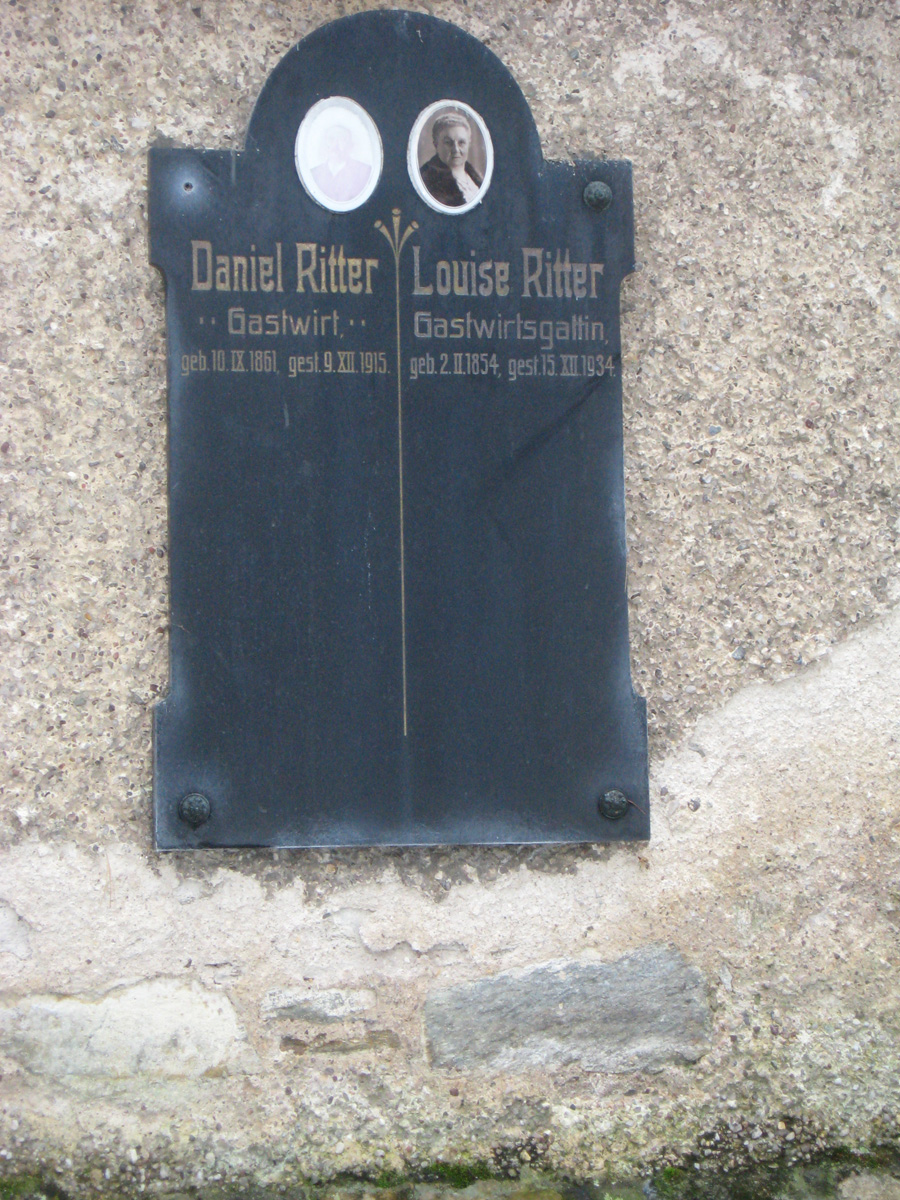 Daniel Ritter
Gastwirt,
geb. 10. IX. 1861, gest. 9. XII. 1915.
Louise Ritter
Gastwirtsgattin,
geb. 2. II. 1854, gest. 15. XII. 1934.